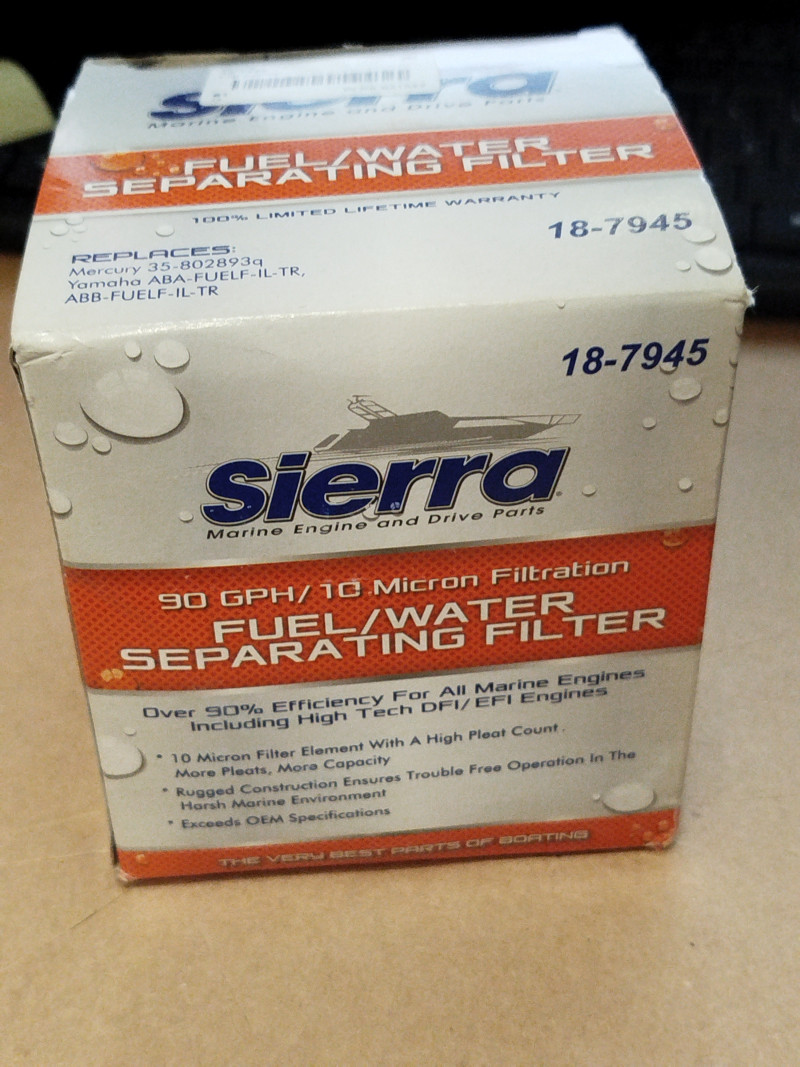 sierra
Marine Engine and Drive Parts
FUEL/WATER
SEPARATING FILTER
100% LIMITED LIFETIME WARRANTY
18-7945
REPLACES:
Mercury 35-802893q
Yamaha ABA-FUELF-IL-TR,
ABB-FUELF-IL-TR
18-7945
sierra
Marine Engine and Drive Parts
90 GPH/10 Micron Filtration
FUEL/WATER
SEPARATING FILTER
Over 90% Efficiency For All Marine Engines
Including High Tech DFI/EFI Engines
• 10 Micron Filter Element With A High Pleat Count.
More Pleats, More Capacity
• Rugged Construction Ensures Trouble Free Operation In The
Harsh Marine Environment
• Exceeds OEM Specifications
THE VERY BEST PARTS OF BOATING